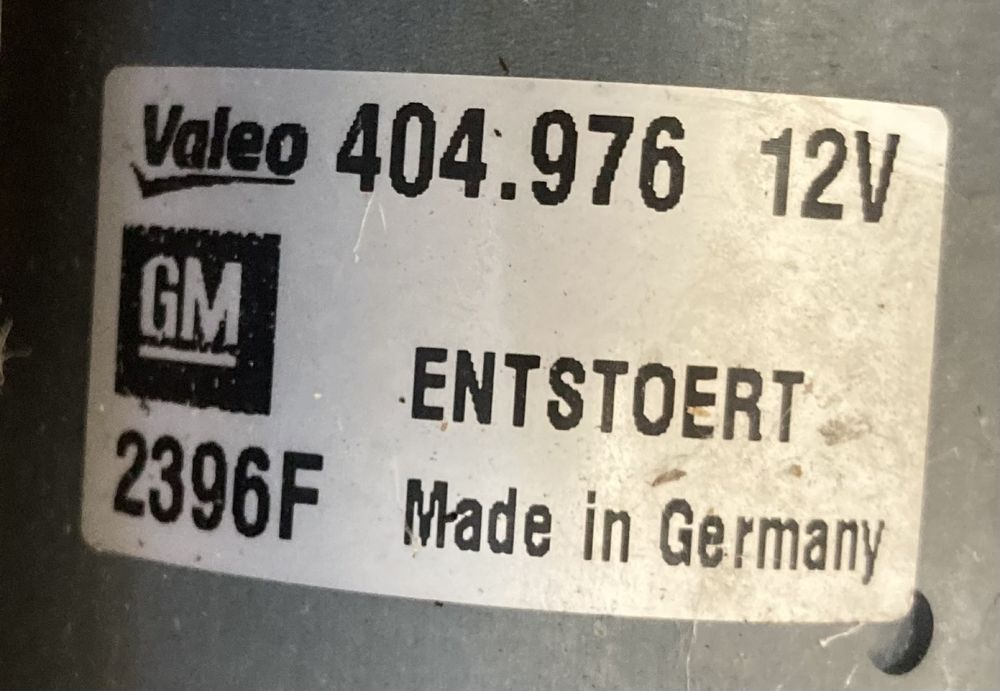 Valeo 404.976 12V
GM
ENTSTOERT
2396F Made in Germany